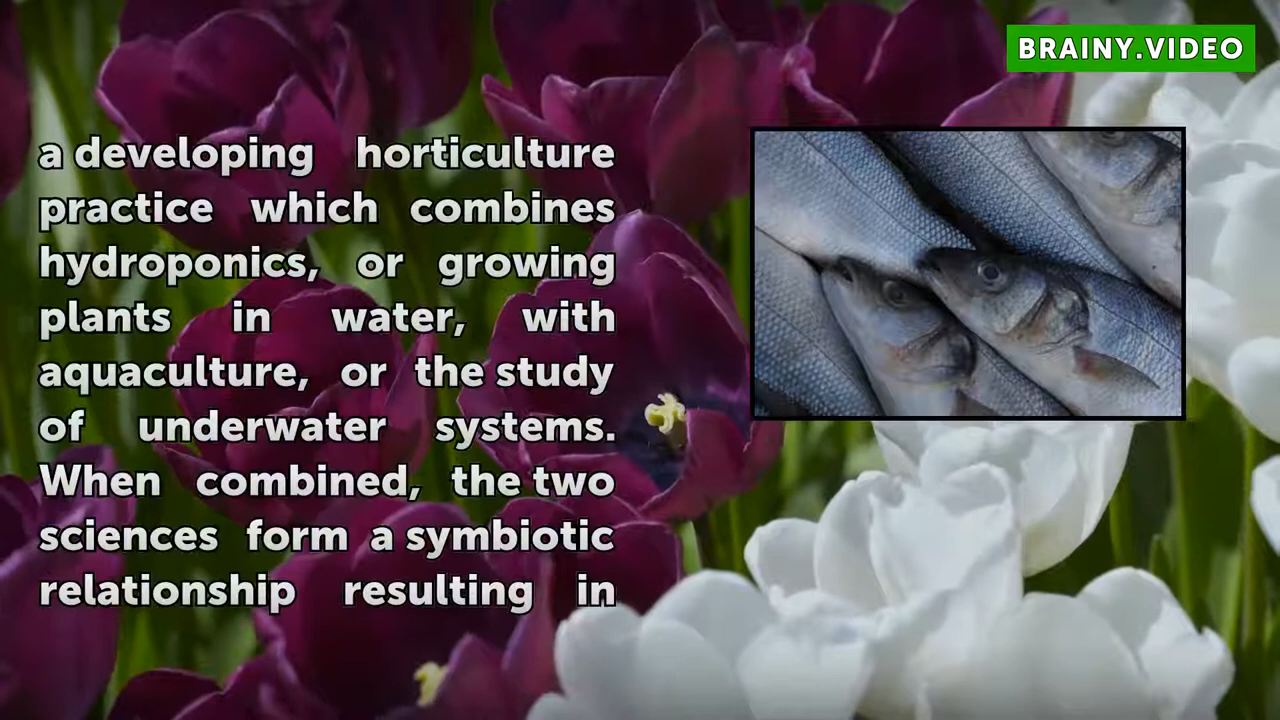 BRAINY.VIDEO
a developing horticulture
practice which combines
hydroponics, or growing
plants in water, with
aquaculture, or the study
of underwater systems.
When combined, the two
sciences form a symbiotic
relationship resulting in